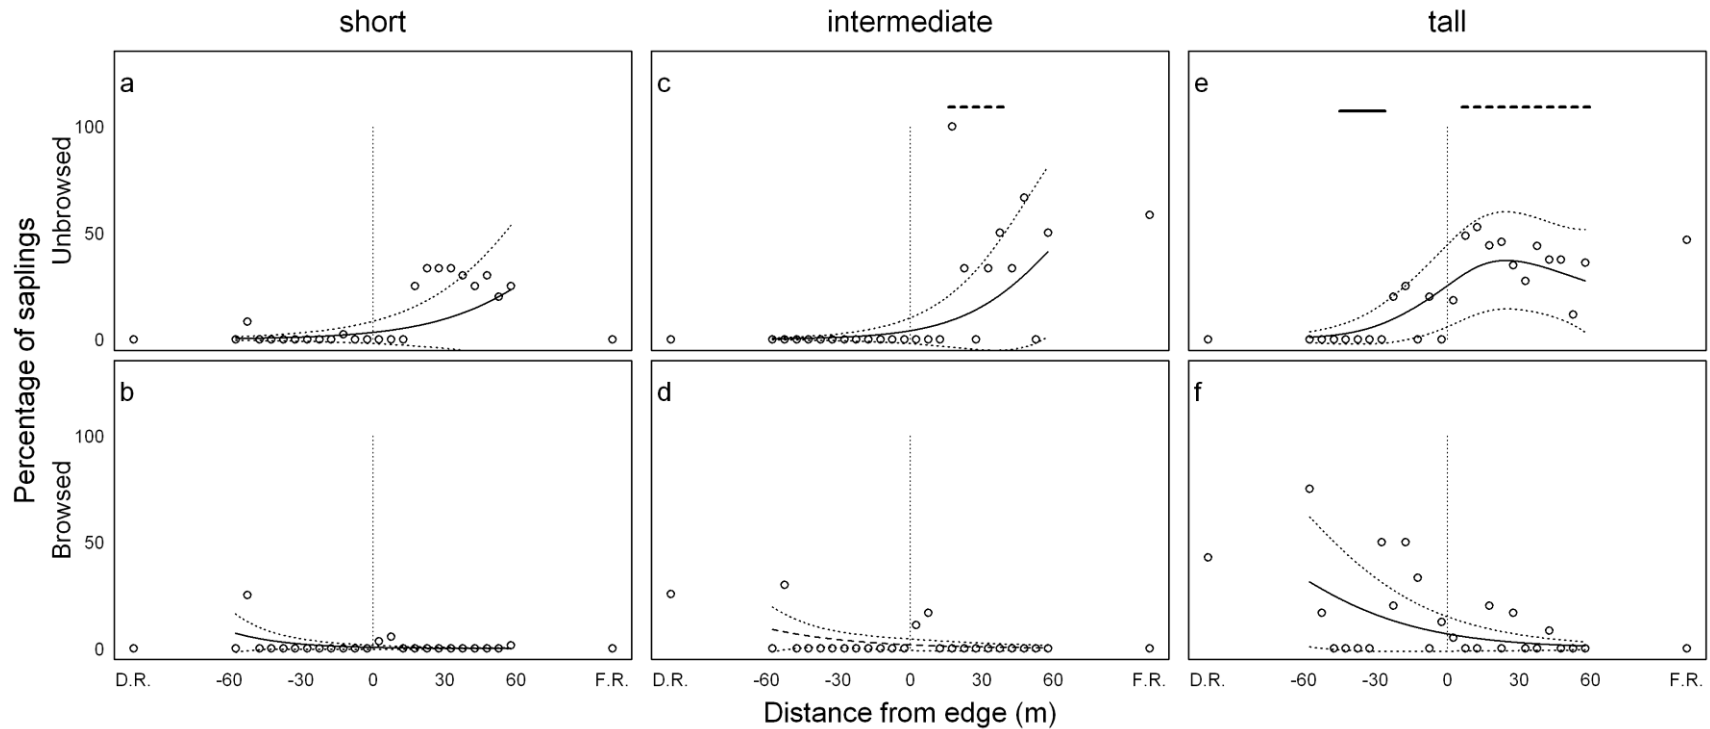 short intermediate tall
a c e
100
Unbrowsed
50
0
b d f
100
Browsed
50
0
Percentage of saplings
D.R. -60 -30 0 30 60 F.R. D.R. -60 -30 0 30 60 F.R. D.R. -60 -30 0 30 60 F.R.
Distance from edge (m)